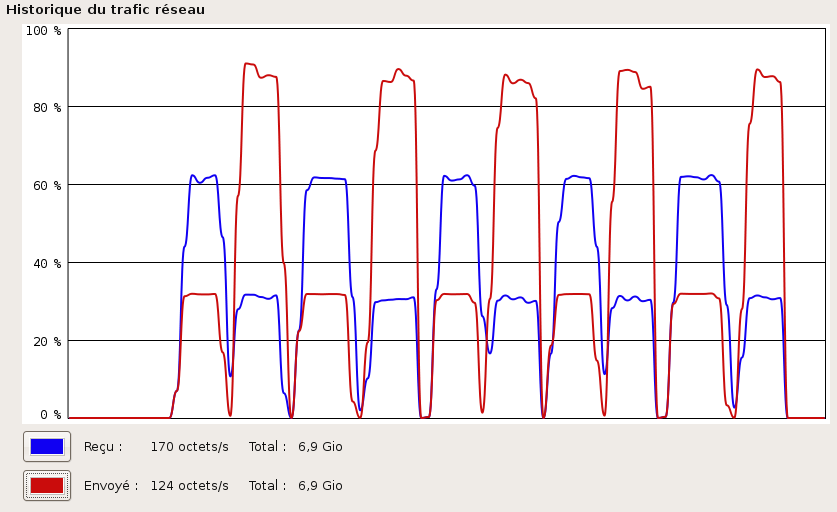 Historique du trafic réseau
100 %
80 %
60 %
40 %
20 %
0 %
Reçu : 170 octets/s Total : 6,9 Gio
Envoyé : 124 octets/s Total : 6,9 Gio